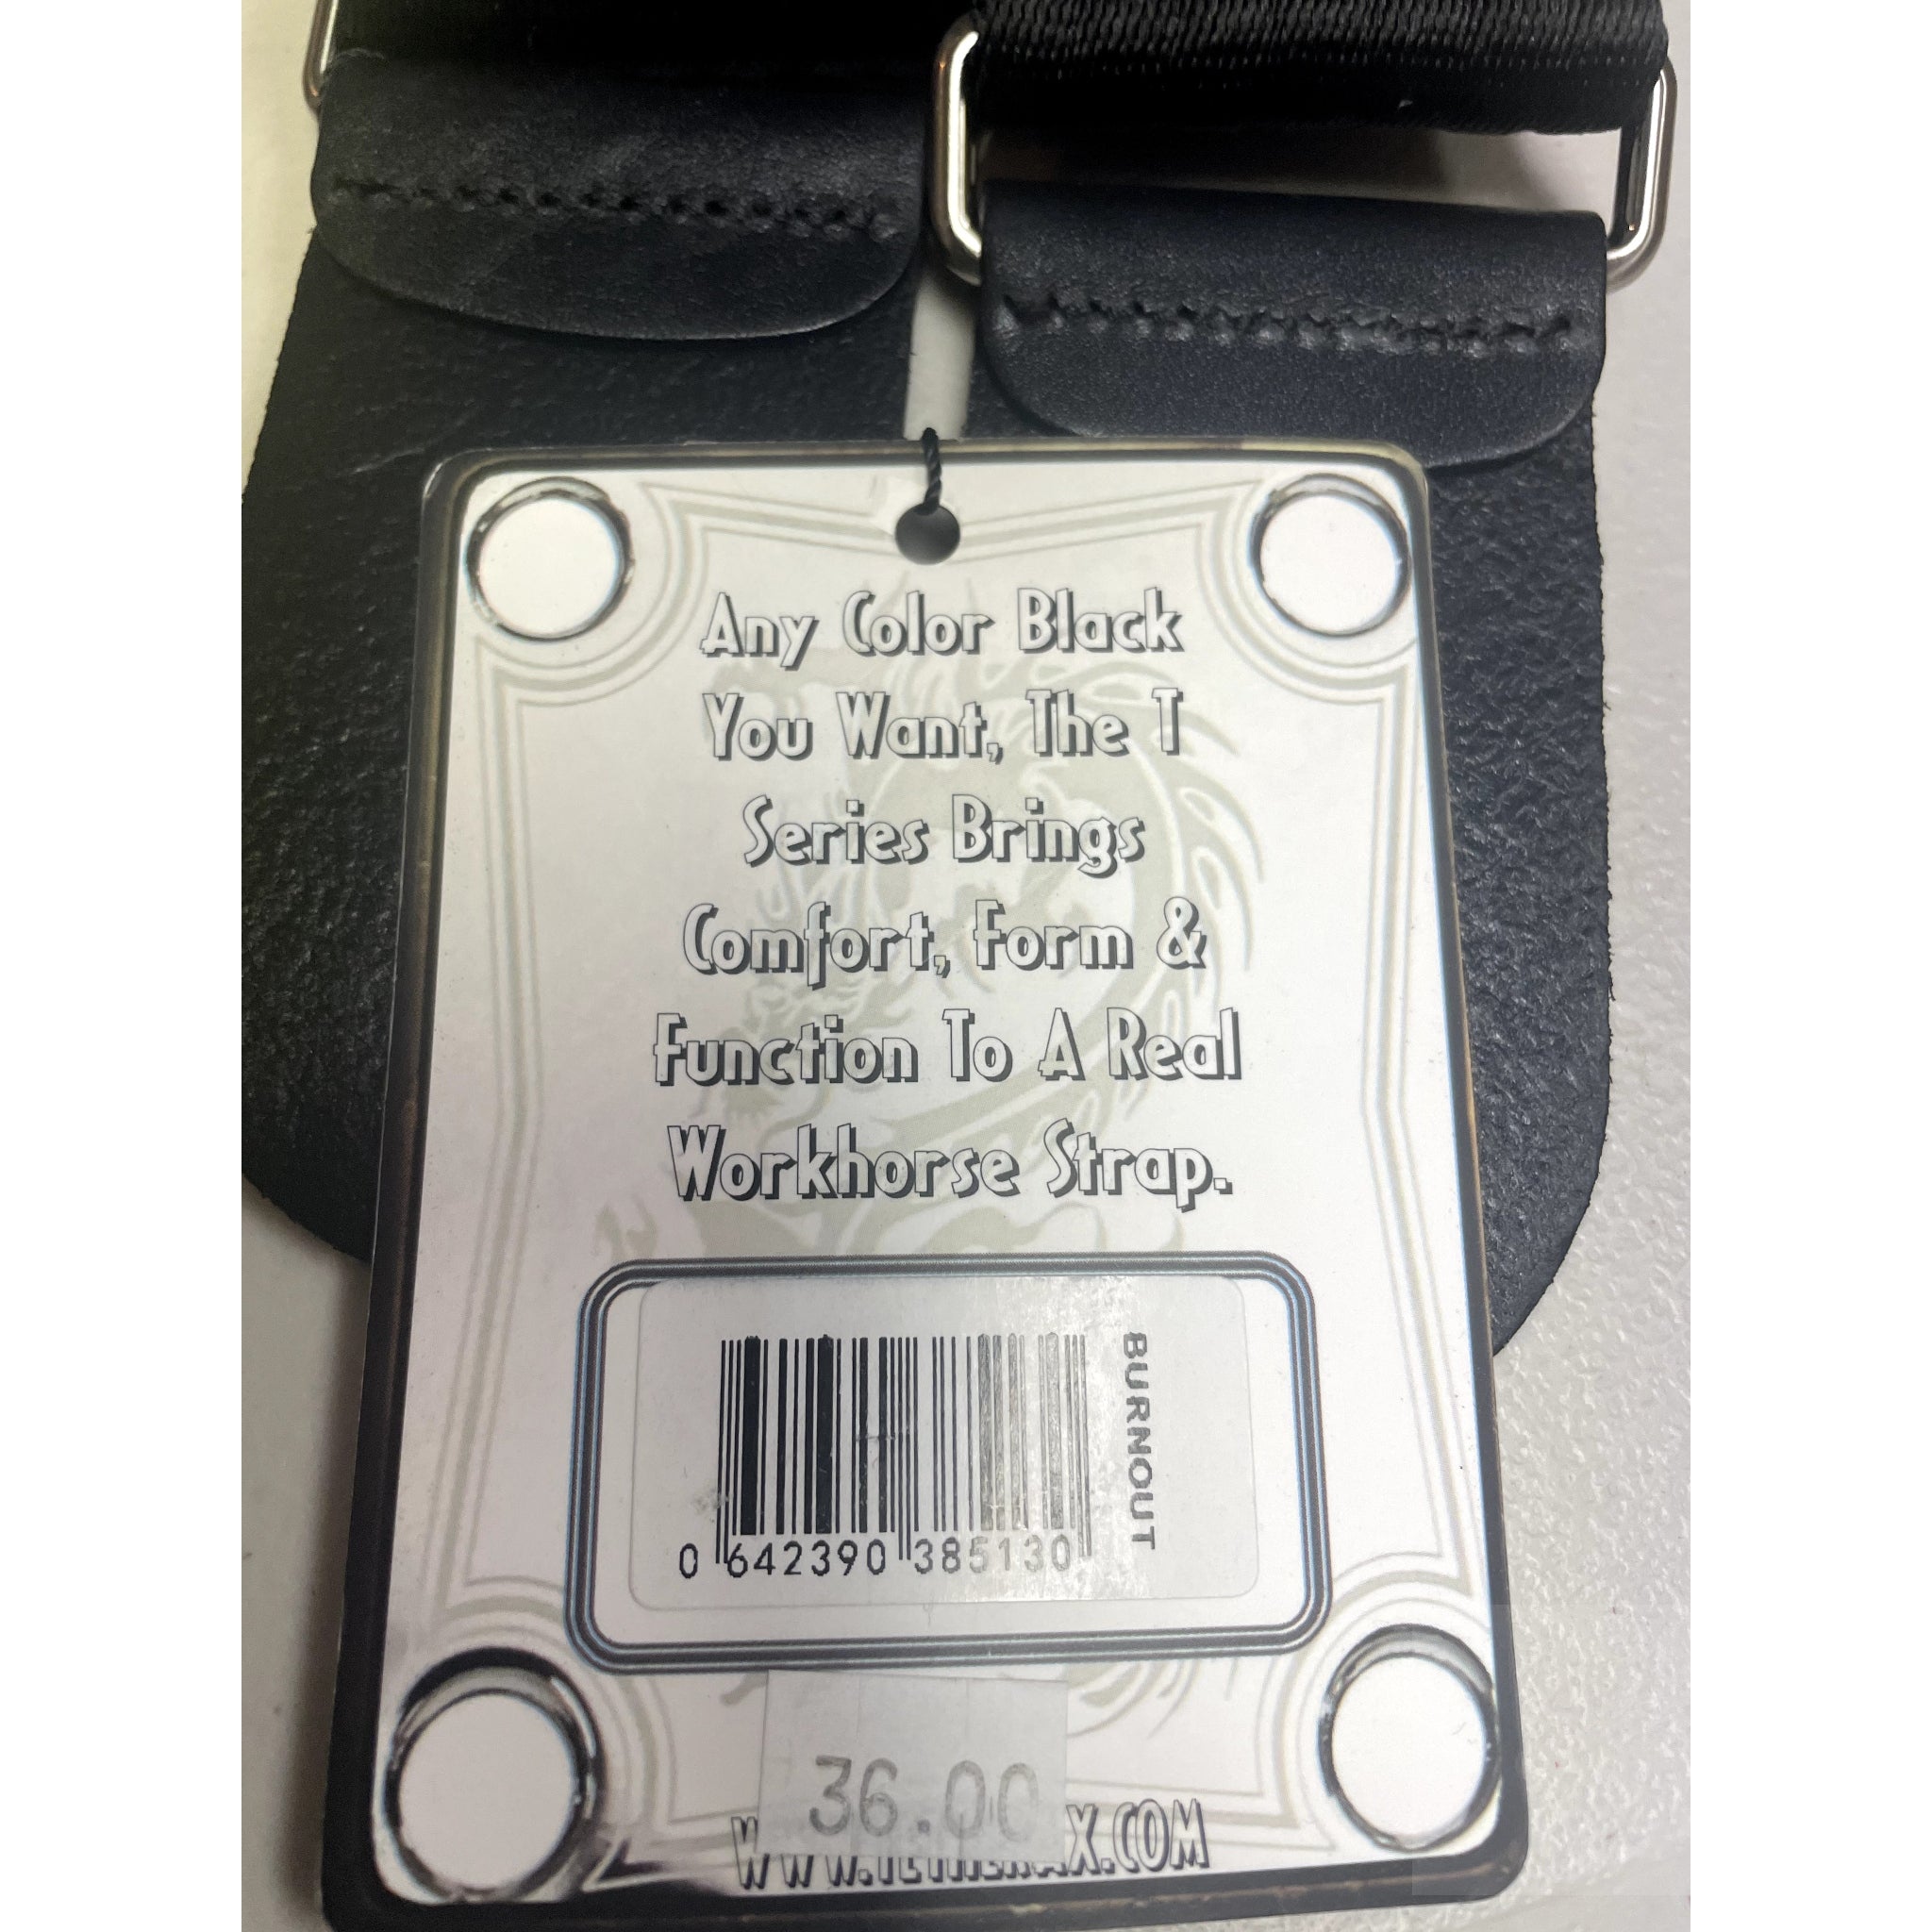 Any Color Black
You Want, The T
Series Brings
Comfort, Form &
Function To A Real
Workhorse Strap.
BURNOUT
0 642390 385130
36.00